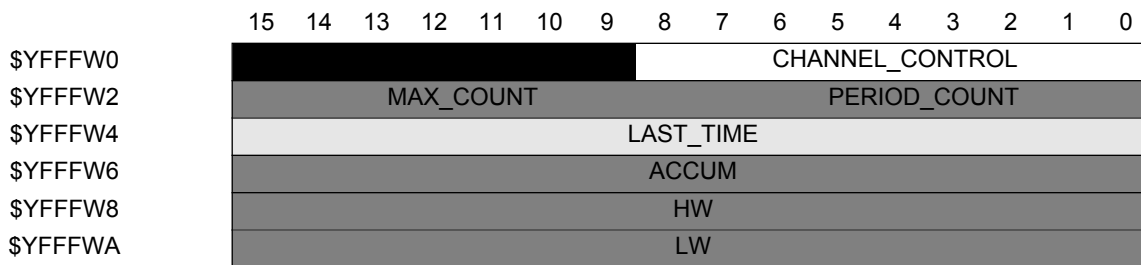 15 14 13 12 11 10 9 8 7 6 5 4 3 2 1 0
$YFFFW0 CHANNEL_CONTROL
$YFFFW2 MAX_COUNT PERIOD_COUNT
$YFFFW4 LAST_TIME
$YFFFW6 ACCUM
$YFFFW8 HW
$YFFFWA LW